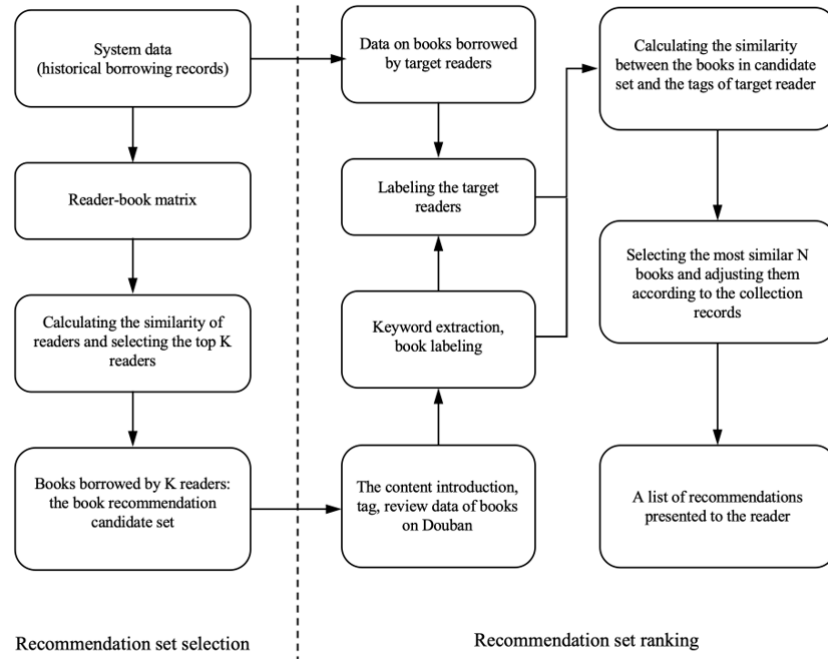 System data
(historical borrowing records)
Reader-book matrix
Calculating the similarity of
readers and selecting the top K
readers
Books borrowed by K readers:
the book recommendation
candidate set
Recommendation set selection
Data on books borrowed
by target readers
Labeling the target
readers
Keyword extraction,
book labeling
The content introduction,
tag, review data of books
on Douban
Calculating the similarity
between the books in candidate
set and the tags of target reader
Selecting the most similar N
books and adjusting them
according to the collection
records
A list of recommendations
presented to the reader
Recommendation set ranking